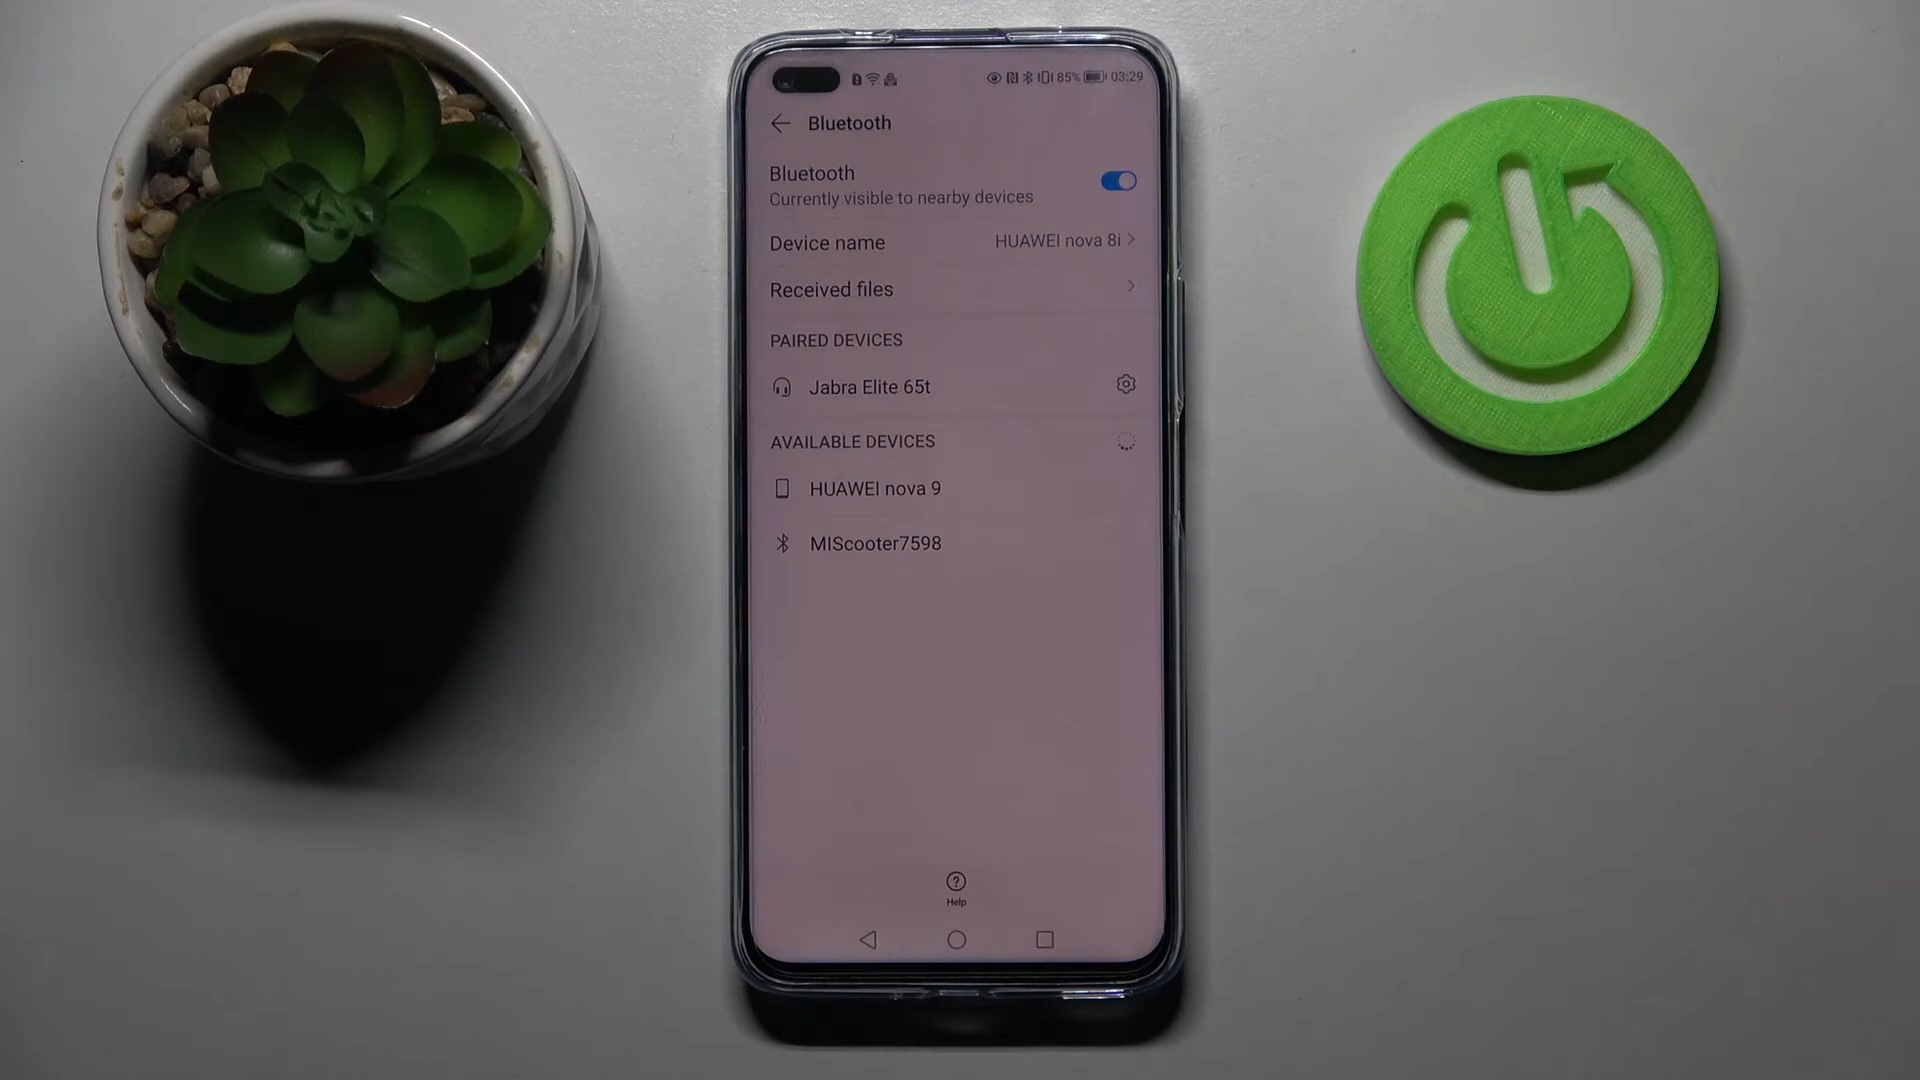 85% 03:29
Bluetooth
Bluetooth
Currently visible to nearby devices
Device name HUAWEI nova 8i
Received files
PAIRED DEVICES
Jabra Elite 65t
AVAILABLE DEVICES
HUAWEI nova 9
MIScooter7598
Help